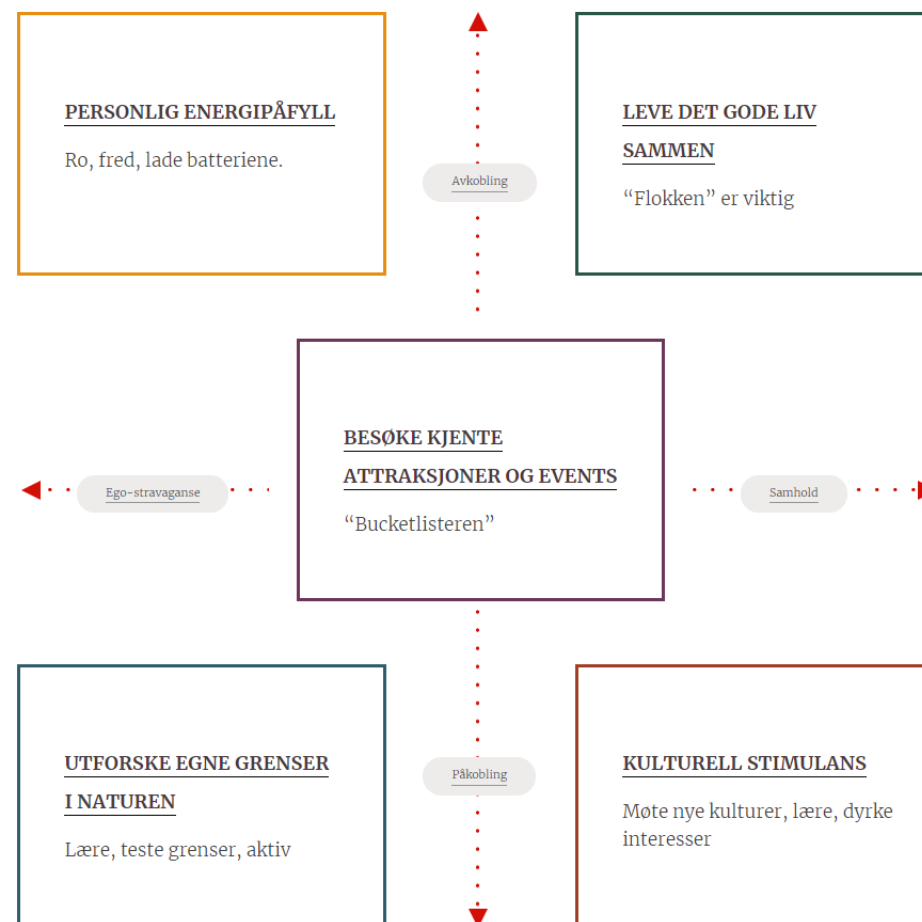 PERSONLIG ENERGIPÅFYLL
Ro, fred, lade batteriene.
LEVE DET GODE LIV
SAMMEN
“Flokken” er viktig
Avkobling
BESØKE KJENTE
ATTRAKSJONER OG EVENTS
“Bucketlisteren”
Ego-stravaganse
Samhold
UTFORSKE EGNE GRENSER
I NATUREN
Lære, teste grenser, aktiv
Påkobling
KULTURELL STIMULANS
Møte nye kulturer, lære, dyrke
interesser